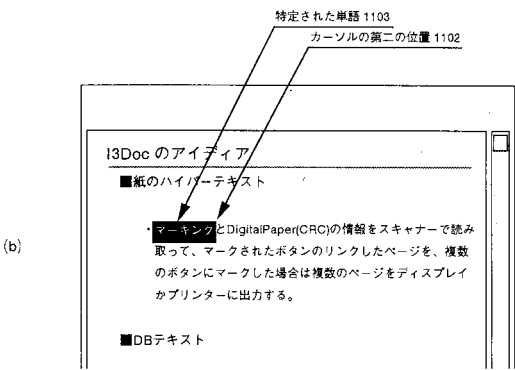 特定された単語 1103
カーソルの第二の位置 1102
I3Doc のアイディア
■紙のハイパーテキスト
・マーキングとDigitalPaper(CRC)の情報をスキャナーで読み
取って、マークされたボタンのリンクしたページを、複数
のボタンにマークした場合は複数のページをディスプレイ
かプリンターに出力する。
(b)
■DBテキスト